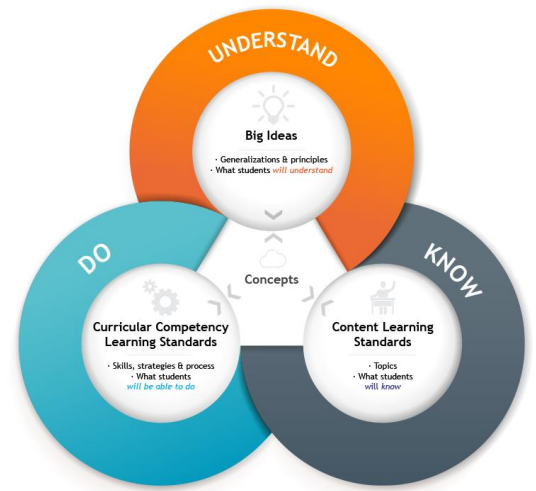 UNDERSTAND
Big Ideas
· Generalizations & principles
· What students will understand
DO
KNOW
Concepts
Curricular Competency
Learning Standards
· Skills, strategies & process
· What students
will be able to do
Content Learning
Standards
· Topics
· What students
will know